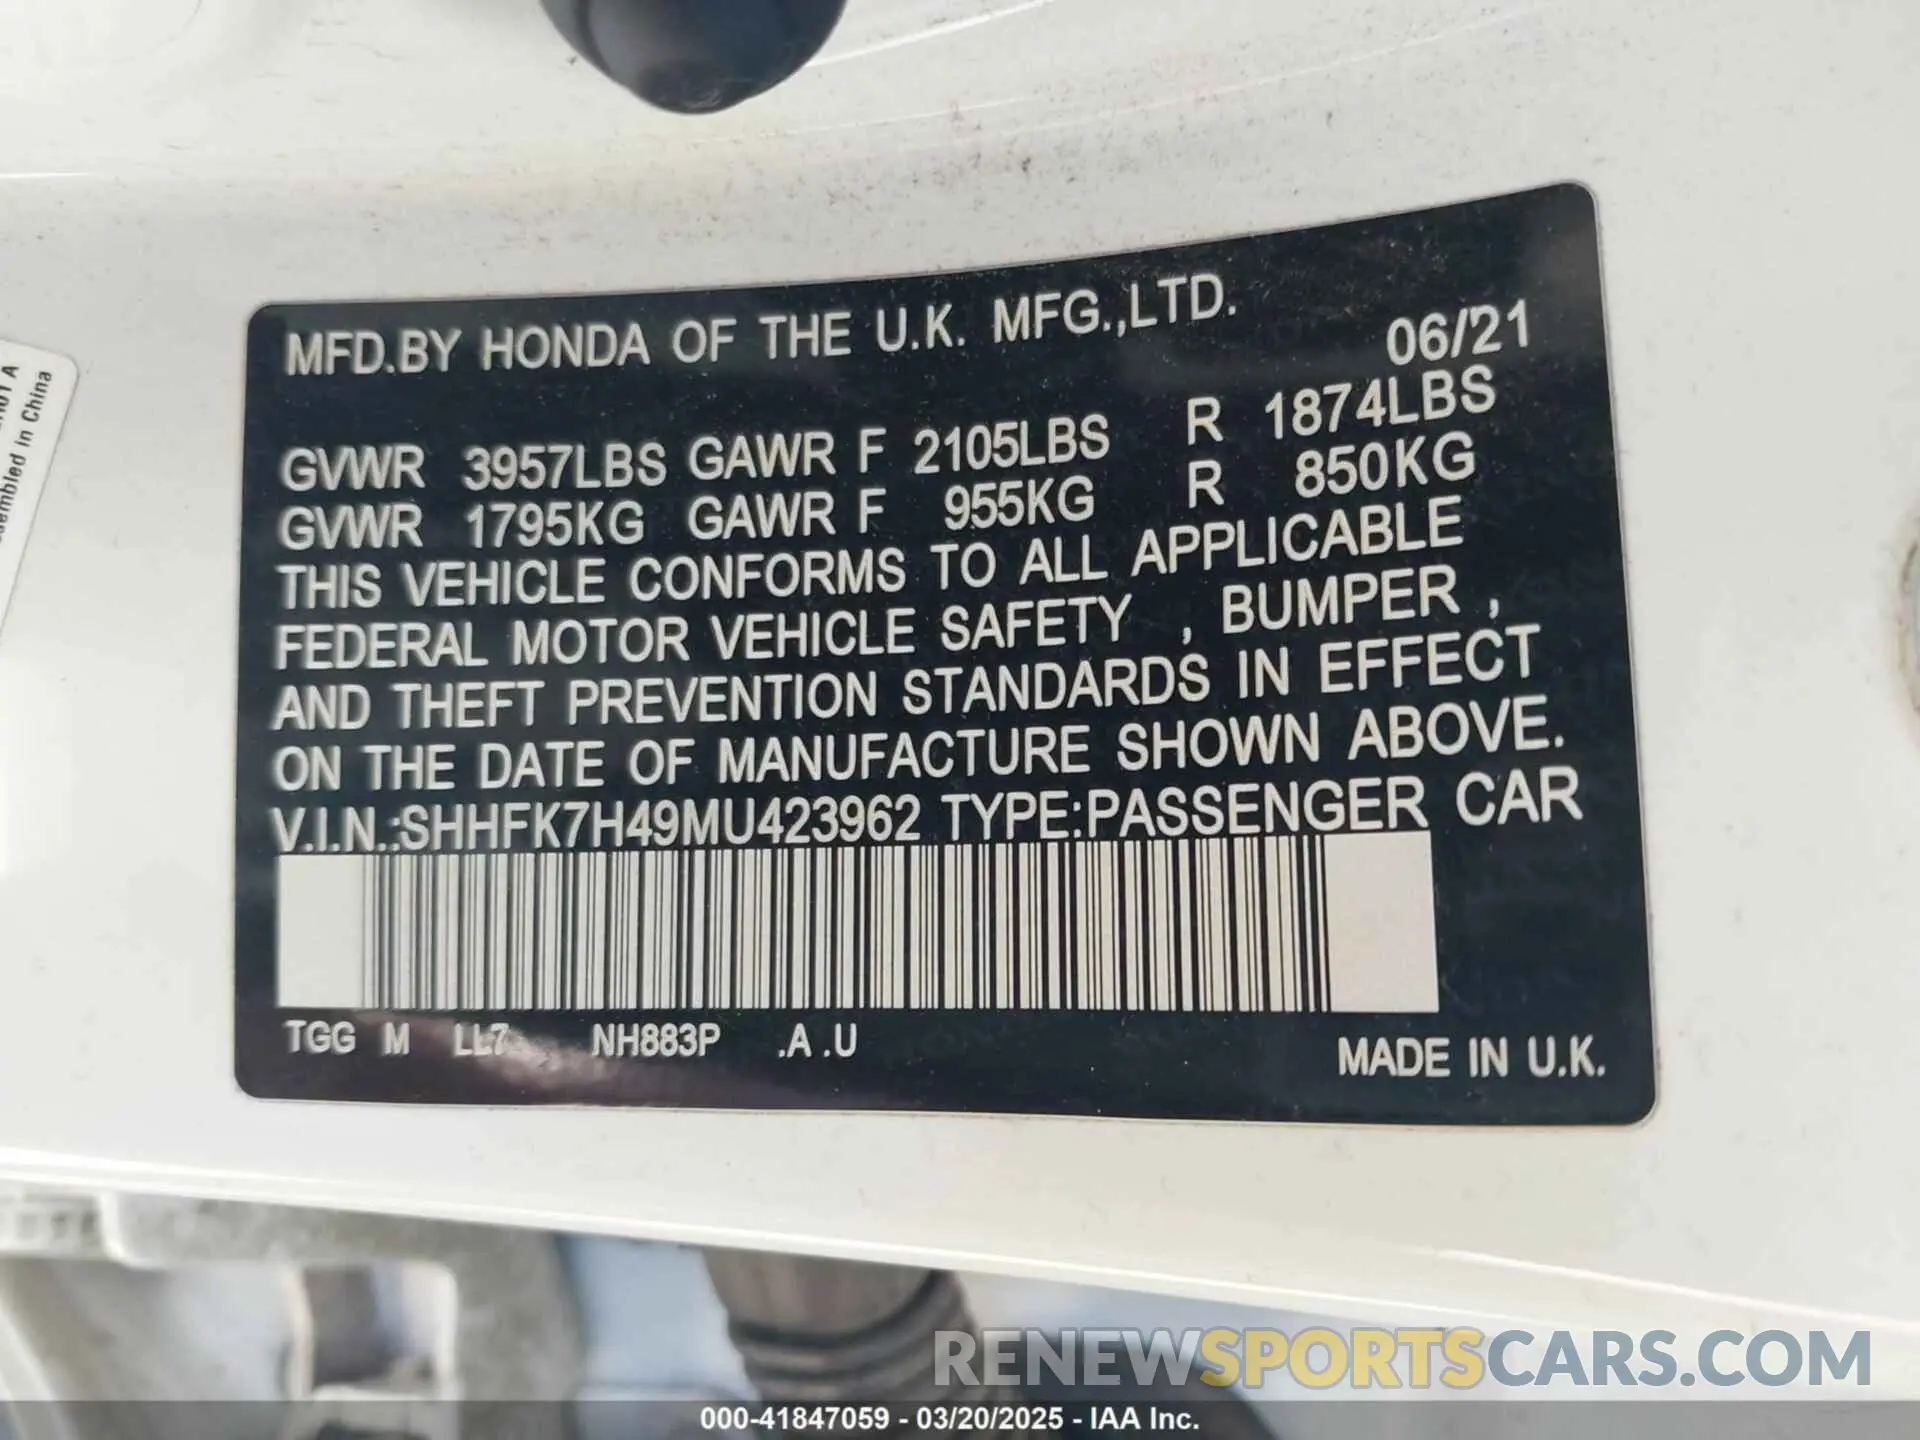 MFD.BY HONDA OF THE U.K. MFG.,LTD.
06/21
GVWR 3957LBS GAWR F 2105LBS R 1874LBS
GVWR 1795KG GAWR F 955KG R 850KG
THIS VEHICLE CONFORMS TO ALL APPLICABLE
FEDERAL MOTOR VEHICLE SAFETY , BUMPER ,
AND THEFT PREVENTION STANDARDS IN EFFECT
ON THE DATE OF MANUFACTURE SHOWN ABOVE.
V.I.N.:SHHFK7H49MU423962 TYPE:PASSENGER CAR
TGG M LL7 NH883P .A .U
MADE IN U.K.
A
in China
RENEWSPORTSCARS.COM
000-41847059 - 03/20/2025 - IAA Inc.